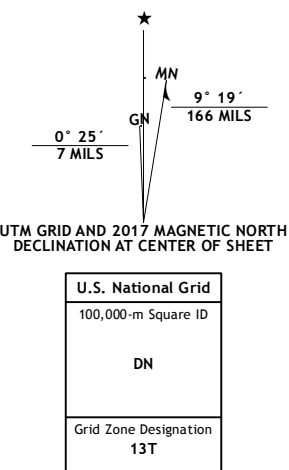 ★
MN
GN
9° 19´
166 MILS
0° 25´
7 MILS
UTM GRID AND 2017 MAGNETIC NORTH
DECLINATION AT CENTER OF SHEET
U.S. National Grid
100,000-m Square ID
DN
Grid Zone Designation
13T